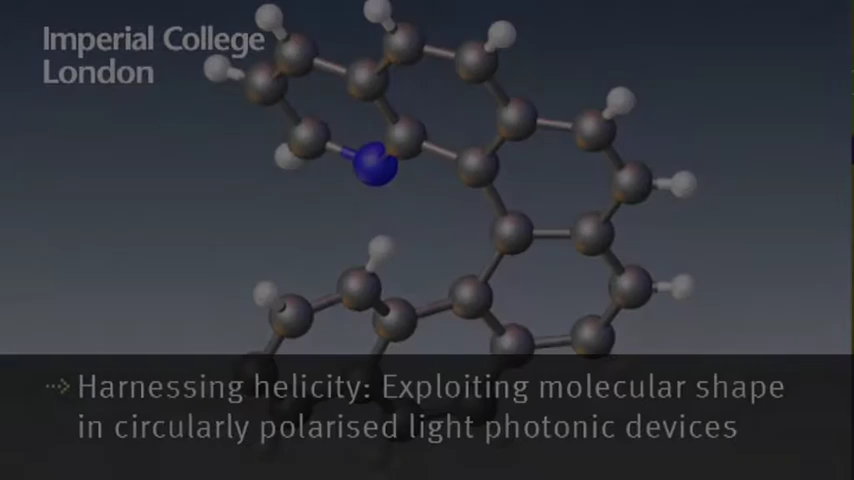 Imperial College
London
Harnessing helicity: Exploiting molecular shape
in circularly polarised light photonic devices